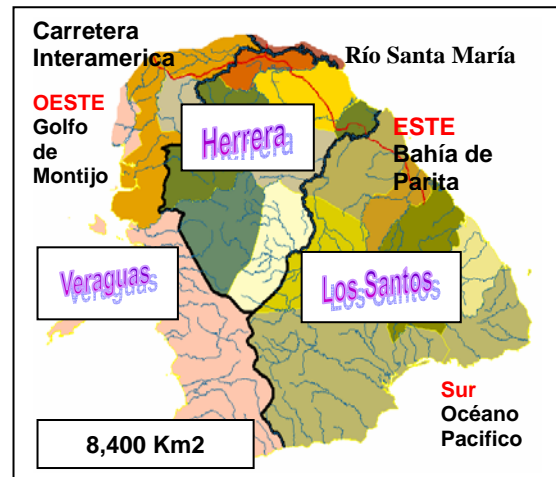 Carretera
Interamerica
Río Santa María
OESTE
Golfo
de
Montijo
Herrera
ESTE
Bahía de
Parita
Veraguas
Los Santos
Sur
Océano
Pacifico
8,400 Km2